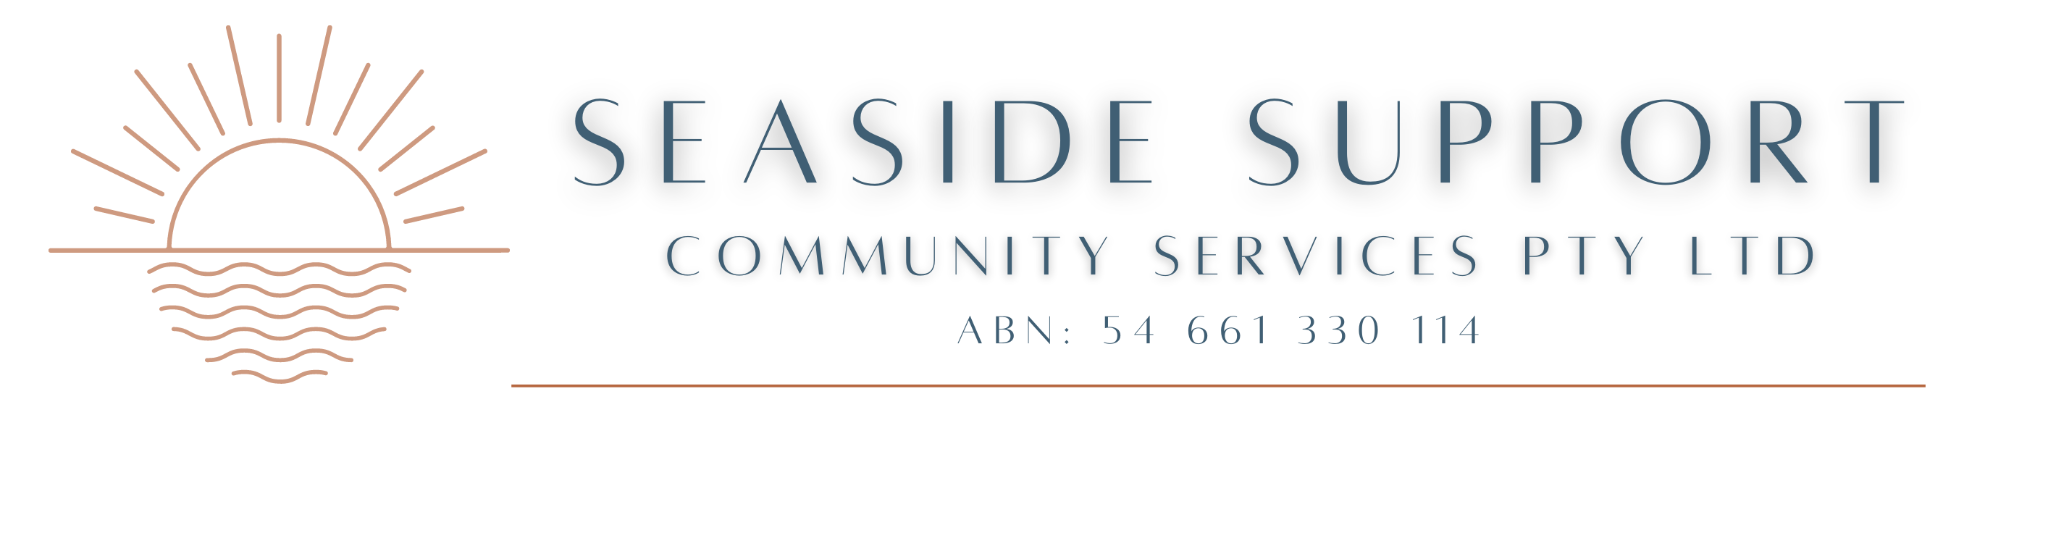 SEASIDE SUPPORT
COMMUNITY SERVICES PTY LTD
ABN: 54 661 330 114